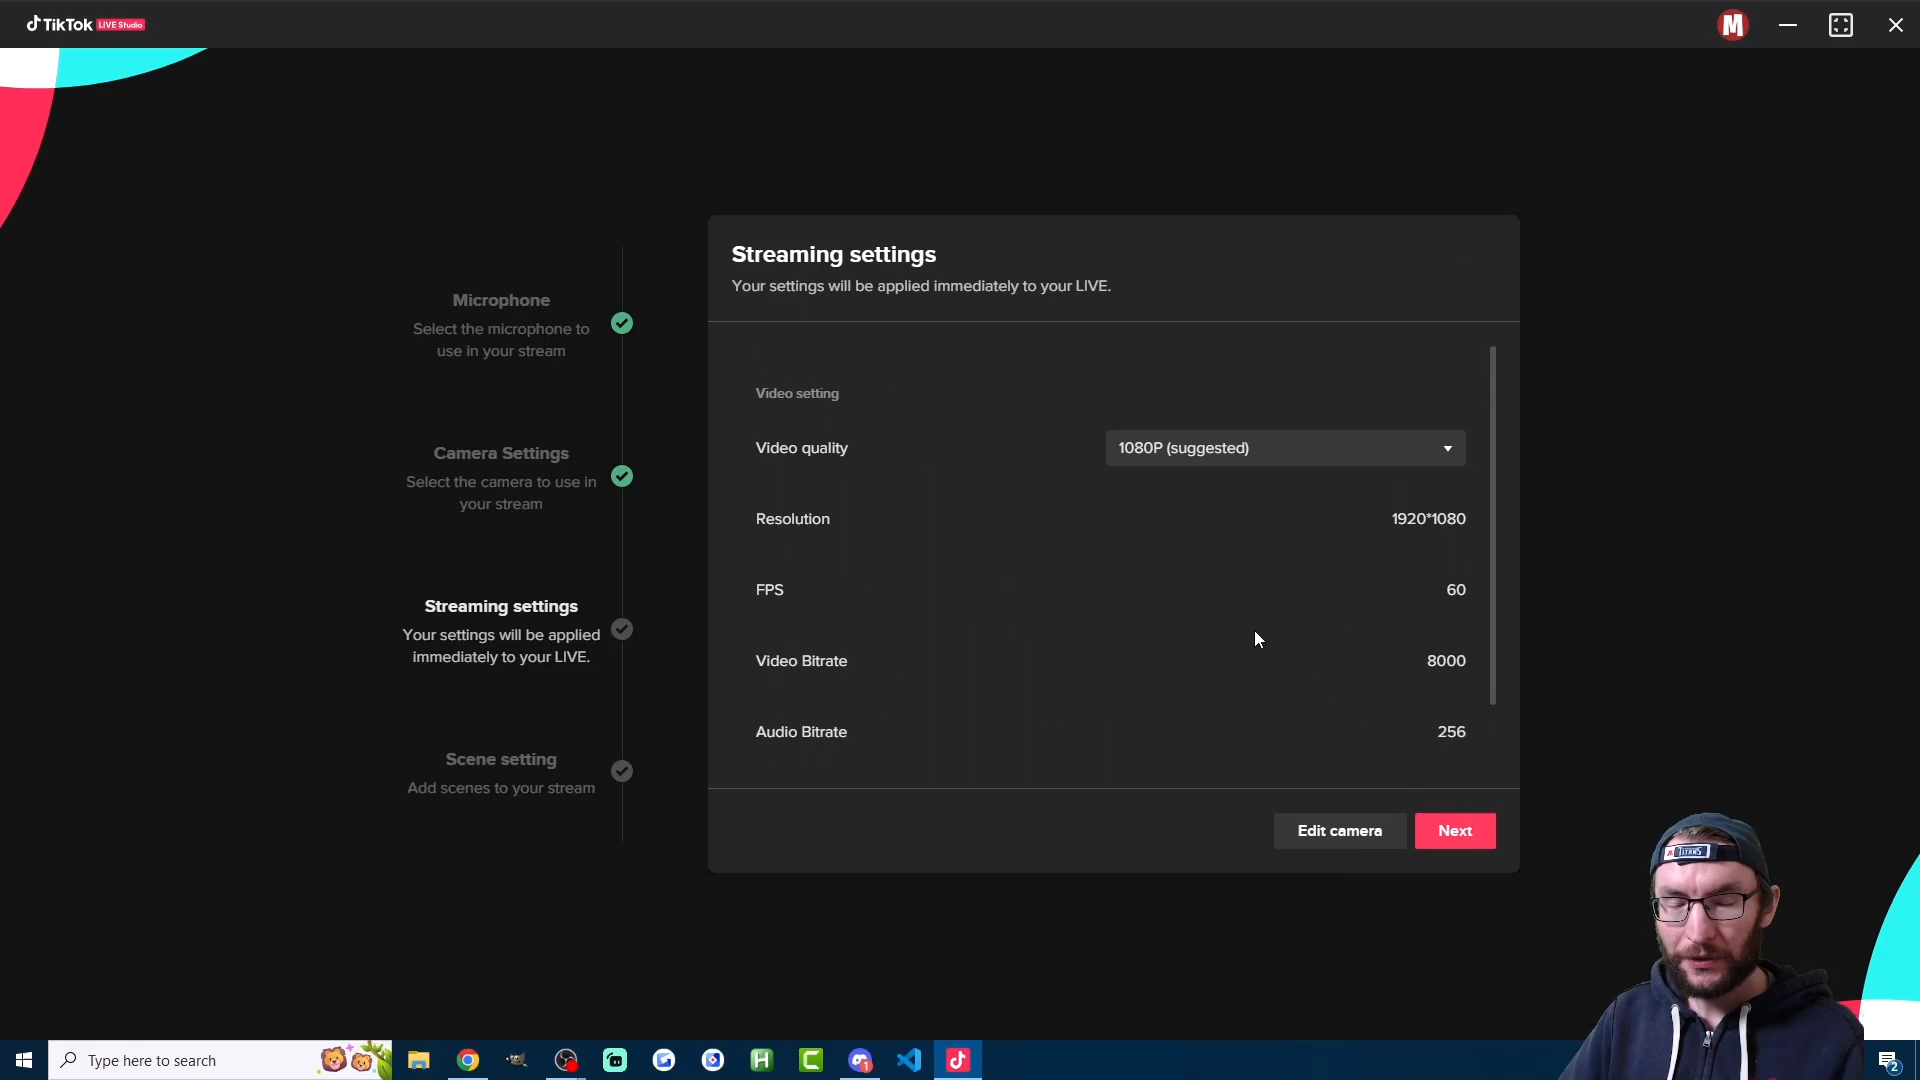 TikTok LIVE Studio
M
Streaming settings
Your settings will be applied immediately to your LIVE.
Microphone
Select the microphone to
use in your stream
Camera Settings
Select the camera to use in
your stream
Streaming settings
Your settings will be applied
immediately to your LIVE.
Scene setting
Add scenes to your stream
Video setting
Video quality
1080P (suggested)
Resolution
1920*1080
FPS
60
Video Bitrate
8000
Audio Bitrate
256
Edit camera
Next
TITANS
Type here to search
H
C
1
2